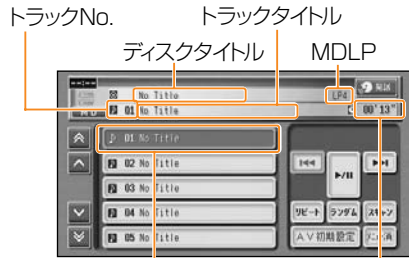 トラックNo.
トラックタイトル
ディスクタイトル
MDLP
No Title
LP4
01 No Title
00'13"
01 No Title
02 No Title
03 No Title
04 No Title
05 No Title
リピート
ランダム
スキャン
AV初期設定